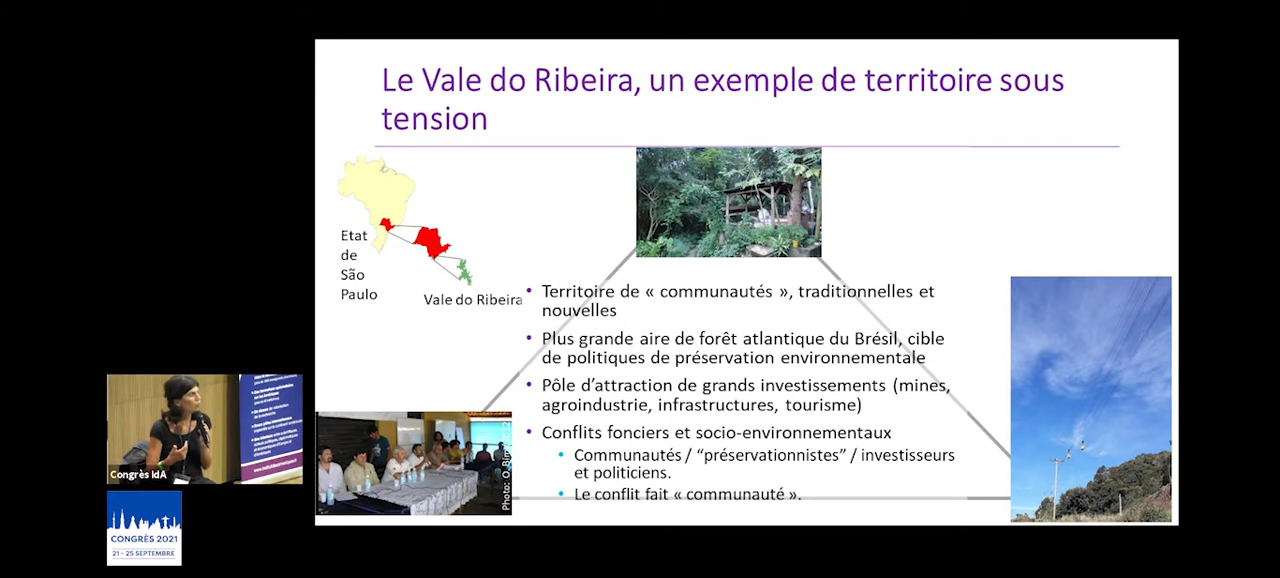 Le Vale do Ribeira, un exemple de territoire sous
tension
Etat
de
São
Paulo
Vale do Ribeira
• Territoire de « communautés », traditionnelles et
nouvelles
• Plus grande aire de forêt atlantique du Brésil, cible
de politiques de préservation environnementale
• Pôle d’attraction de grands investissements (mines,
agroindustrie, infrastructures, tourisme)
• Conflits fonciers et socio-environnementaux
• Communautés / “préservationnistes” / investisseurs
et politiciens.
• Le conflit fait « communauté ».
Congrès IdA
CONGRÈS 2021
21 - 25 SEPTEMBRE